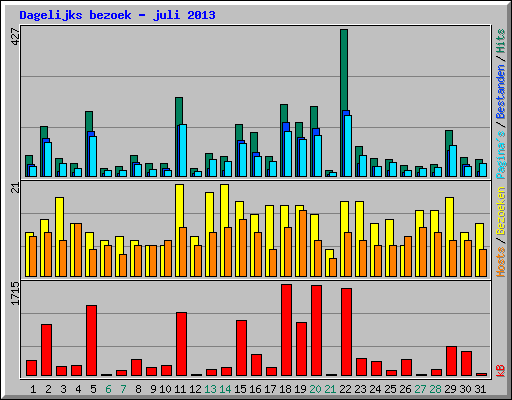 Dagelijks bezoek - juli 2013
427
21
1715
Pagina's / Bestanden / Hits
Hosts / Bezoeken
kB
1 2 3 4 5 6 7 8 9 10 11 12 13 14 15 16 17 18 19 20 21 22 23 24 25 26 27 28 29 30 31